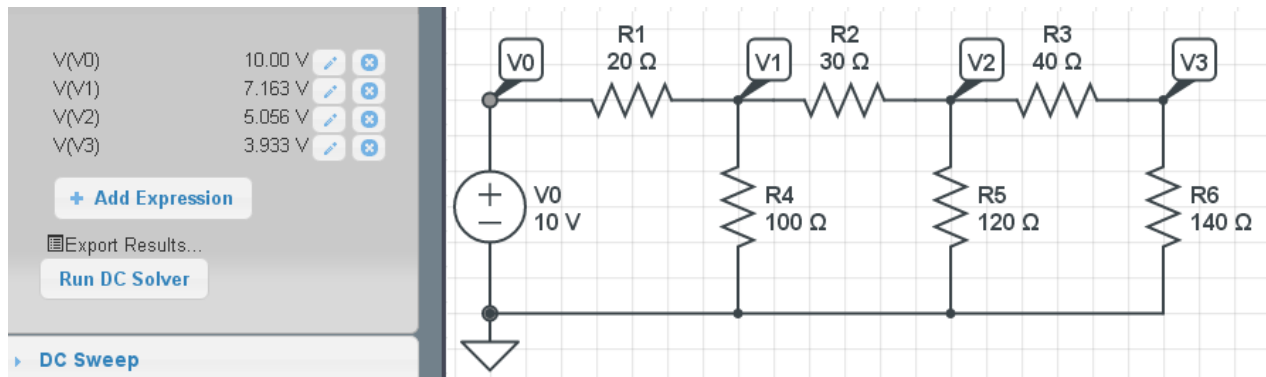 V(V0) 10.00 V
V(V1) 7.163 V
V(V2) 5.056 V
V(V3) 3.933 V
+ Add Expression
Export Results...
Run DC Solver
DC Sweep
R1 R2 R3
V0 20 Ω V1 30 Ω V2 40 Ω V3
+
−
V0
10 V
R4
100 Ω
R5
120 Ω
R6
140 Ω